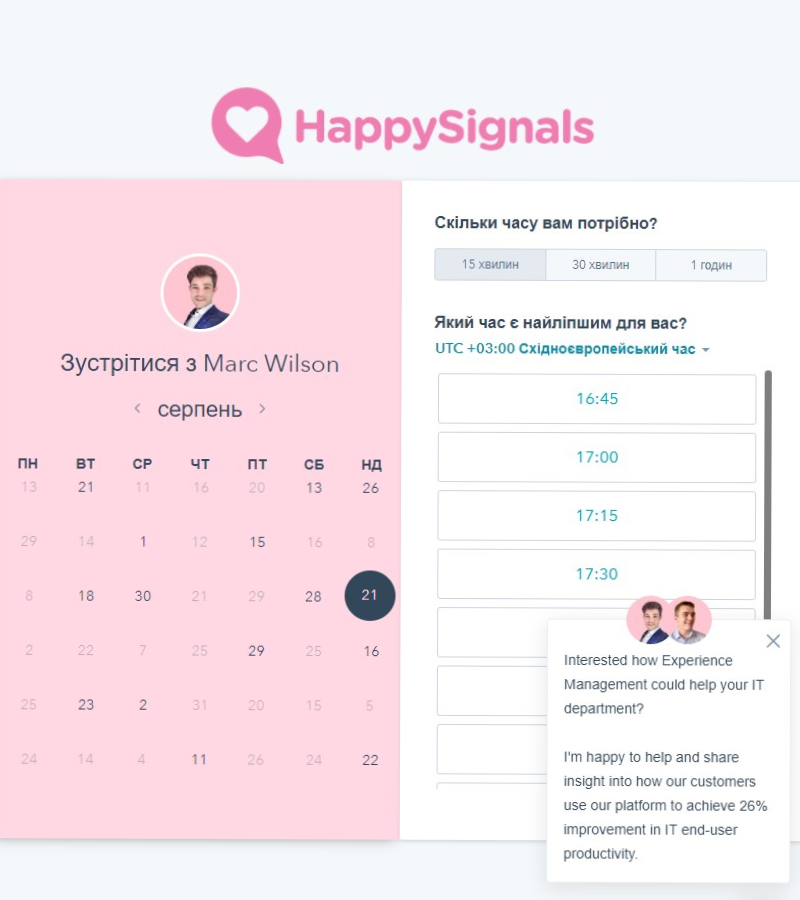 HappySignals
Зустрітися з Marc Wilson
серпень
ПН ВТ СР ЧТ ПТ СБ НД
13 21 11 16 20 13 26
29 14 1 12 15 16 8
8 18 30 21 29 28 21
2 22 7 25 29 25 16
25 23 2 31 20 15 5
24 14 4 11 26 24 22
Скільки часу вам потрібно?
15 хвилин 30 хвилин 1 годин
Який час є найліпшим для вас?
UTC +03:00 Східноєвропейський час
16:45
17:00
17:15
17:30
Interested how Experience
Management could help your IT
department?
I'm happy to help and share
insight into how our customers
use our platform to achieve 26%
improvement in IT end-user
productivity.